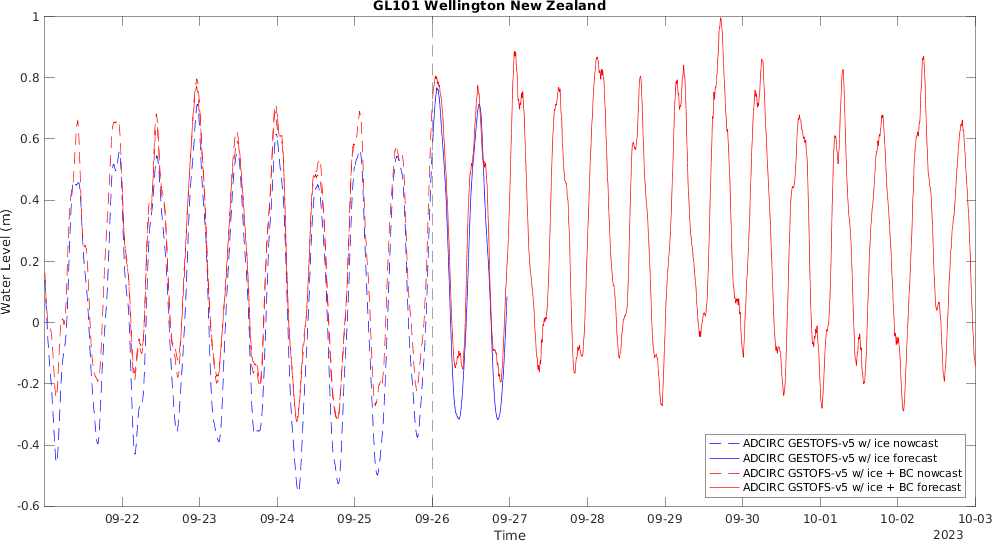 GL101 Wellington New Zealand
Water Level (m)
1
0.8
0.6
0.4
0.2
0
-0.2
-0.4
-0.6
ADCIRC GESTOFS-v5 w/ ice nowcast
ADCIRC GESTOFS-v5 w/ ice forecast
ADCIRC GSTOFS-v5 w/ ice + BC nowcast
ADCIRC GSTOFS-v5 w/ ice + BC forecast
09-22 09-23 09-24 09-25 09-26 09-27 09-28 09-29 09-30 10-01 10-02 10-03
Time
2023